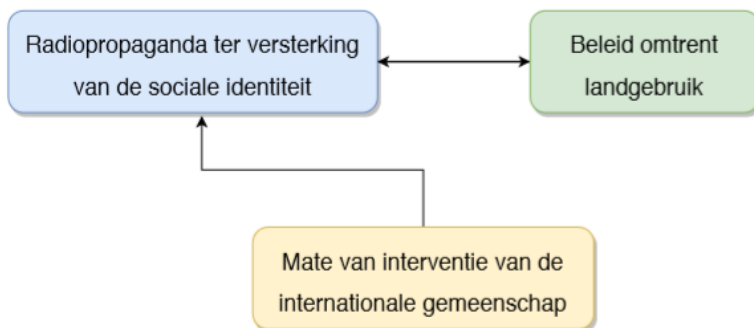 Radiopropaganda ter versterking
van de sociale identiteit
Beleid omtrent
landgebruik
Mate van interventie van de
internationale gemeenschap